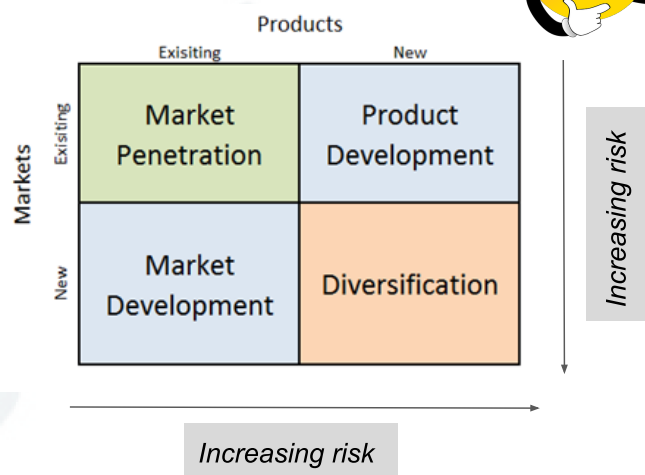 Products
Exisiting
New
Markets
Exisiting
Market
Penetration
Product
Development
New
Market
Development
Diversification
Increasing risk
Increasing risk